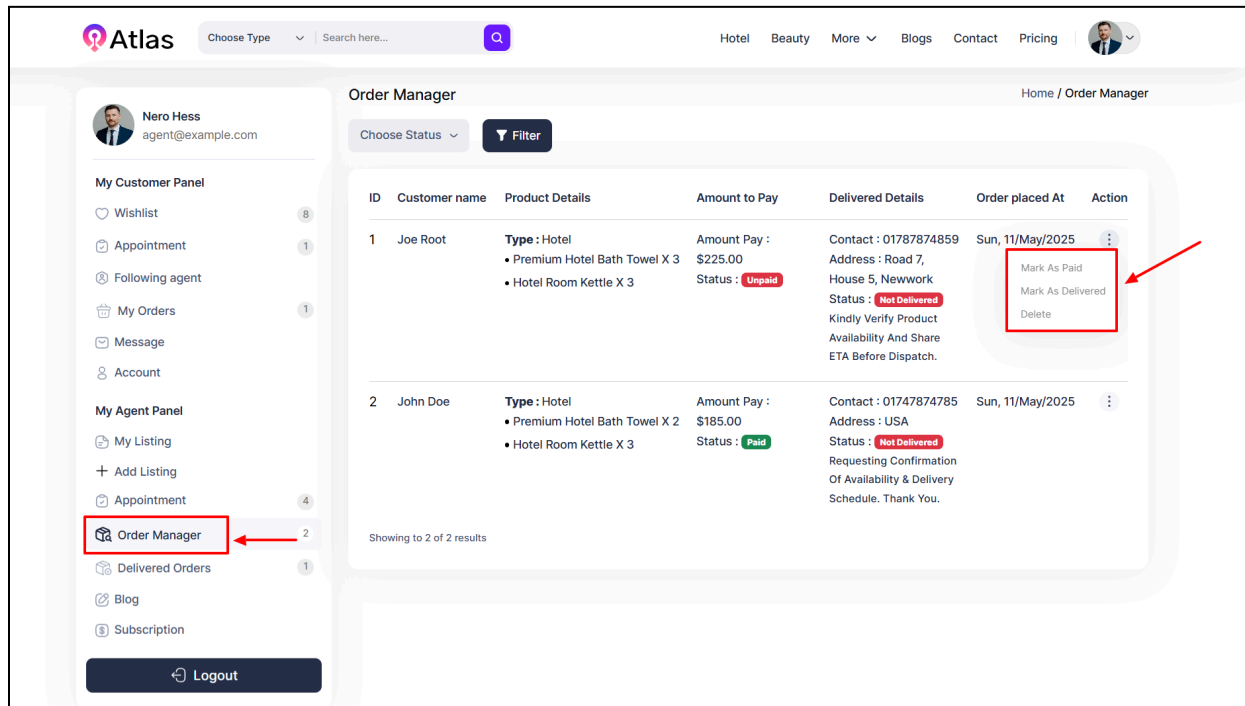 Atlas
Choose Type
Search here...
Hotel
Beauty
More
Blogs
Contact
Pricing
Nero Hess
agent@example.com
My Customer Panel
Wishlist 8
Appointment 1
Following agent
My Orders 1
Message
Account
My Agent Panel
My Listing
Add Listing
Appointment 4
Order Manager 2
Delivered Orders 1
Blog
Subscription
Logout
Order Manager
Home / Order Manager
Choose Status
Filter
ID Customer name Product Details Amount to Pay Delivered Details Order placed At Action
1
Joe Root
Type : Hotel
• Premium Hotel Bath Towel X 3
• Hotel Room Kettle X 3
Amount Pay :
$225.00
Status : Unpaid
Contact : 01787874859
Address : Road 7,
House 5, Newwork
Status : Not Delivered
Kindly Verify Product
Availability And Share
ETA Before Dispatch.
Sun, 11/May/2025
Mark As Paid
Mark As Delivered
Delete
2
John Doe
Type : Hotel
• Premium Hotel Bath Towel X 2
• Hotel Room Kettle X 3
Amount Pay :
$185.00
Status : Paid
Contact : 01747874785
Address : USA
Status : Not Delivered
Requesting Confirmation
Of Availability & Delivery
Schedule. Thank You.
Sun, 11/May/2025
Showing to 2 of 2 results